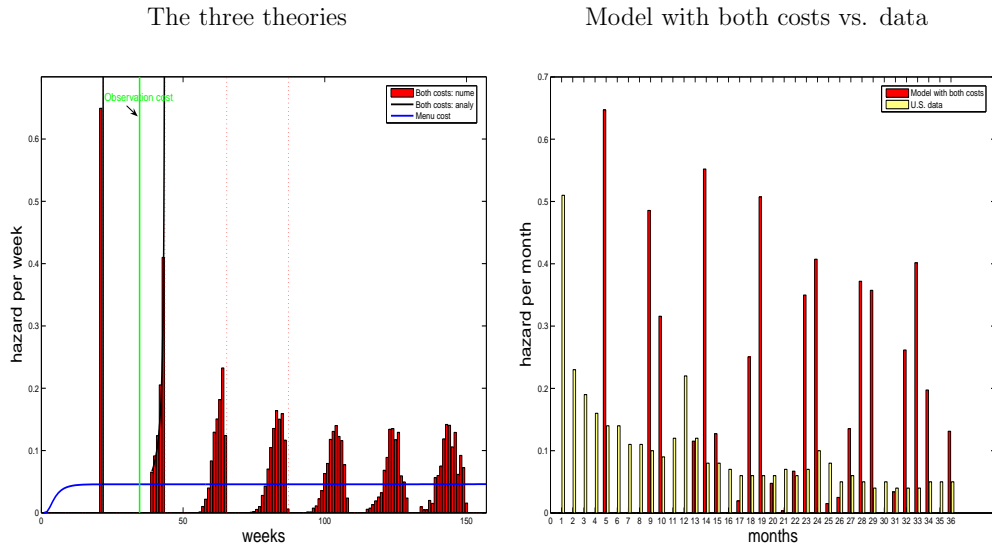 The three theories
Model with both costs vs. data
Observation cost
Both costs: nume
Both costs: analy
Menu cost
hazard per week
0.6
0.5
0.4
0.3
0.2
0.1
0
0 50 100 150
weeks
Model with both costs
U.S. data
hazard per month
0.7
0.6
0.5
0.4
0.3
0.2
0.1
0
0 1 2 3 4 5 6 7 8 9 10 11 12 13 14 15 16 17 18 19 20 21 22 23 24 25 26 27 28 29 30 31 32 33 34 35 36
months